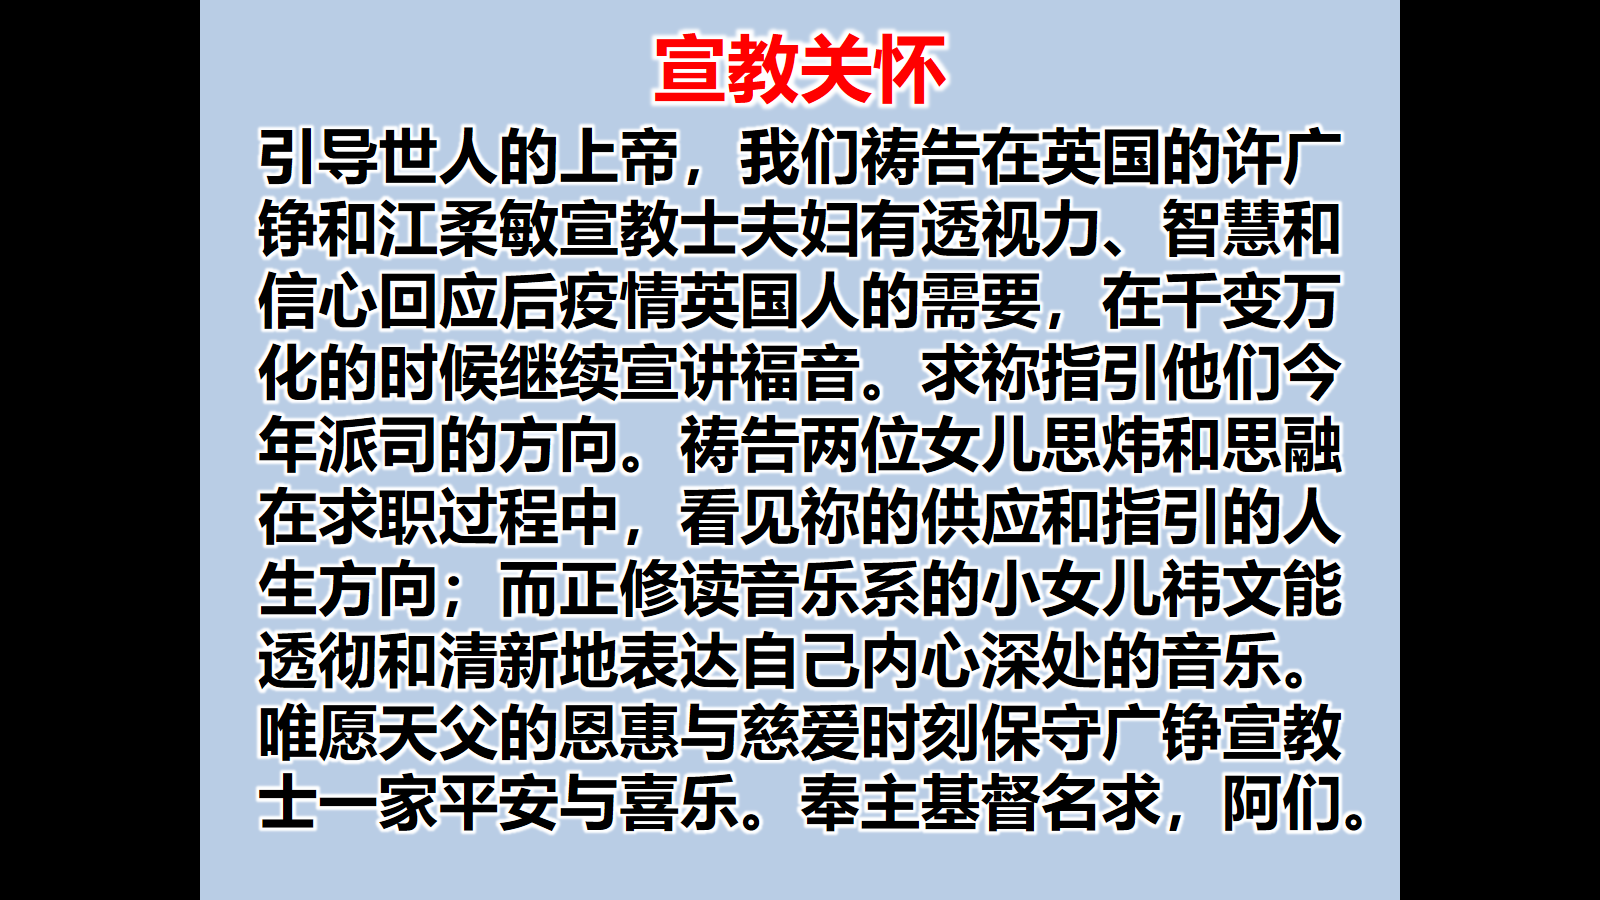 宣教关怀
引导世人的上帝，我们祷告在英国的许广
铮和江柔敏宣教士夫妇有透视力、智慧和
信心回应后疫情英国人的需要，在千变万
化的时候继续宣讲福音。求祢指引他们今
年派司的方向。祷告两位女儿思炜和思融
在求职过程中，看见祢的供应和指引的人
生方向；而正修读音乐系的小女儿祎文能
透彻和清新地表达自己内心深处的音乐。
唯愿天父的恩惠与慈爱时刻保守广铮宣教
士一家平安与喜乐。奉主基督名求，阿们。